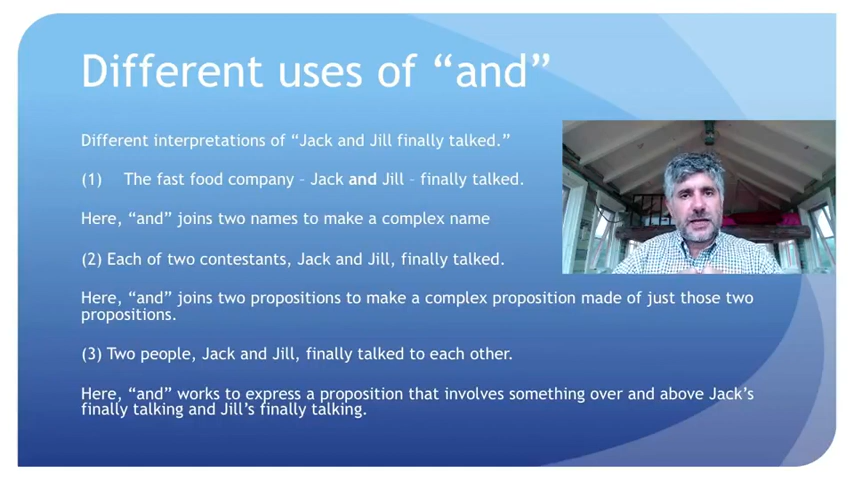 Different uses of “and”
Different interpretations of “Jack and Jill finally talked.”
(1) The fast food company – Jack and Jill – finally talked.
Here, “and” joins two names to make a complex name
(2) Each of two contestants, Jack and Jill, finally talked.
Here, “and” joins two propositions to make a complex proposition made of just those two
propositions.
(3) Two people, Jack and Jill, finally talked to each other.
Here, “and” works to express a proposition that involves something over and above Jack’s
finally talking and Jill’s finally talking.